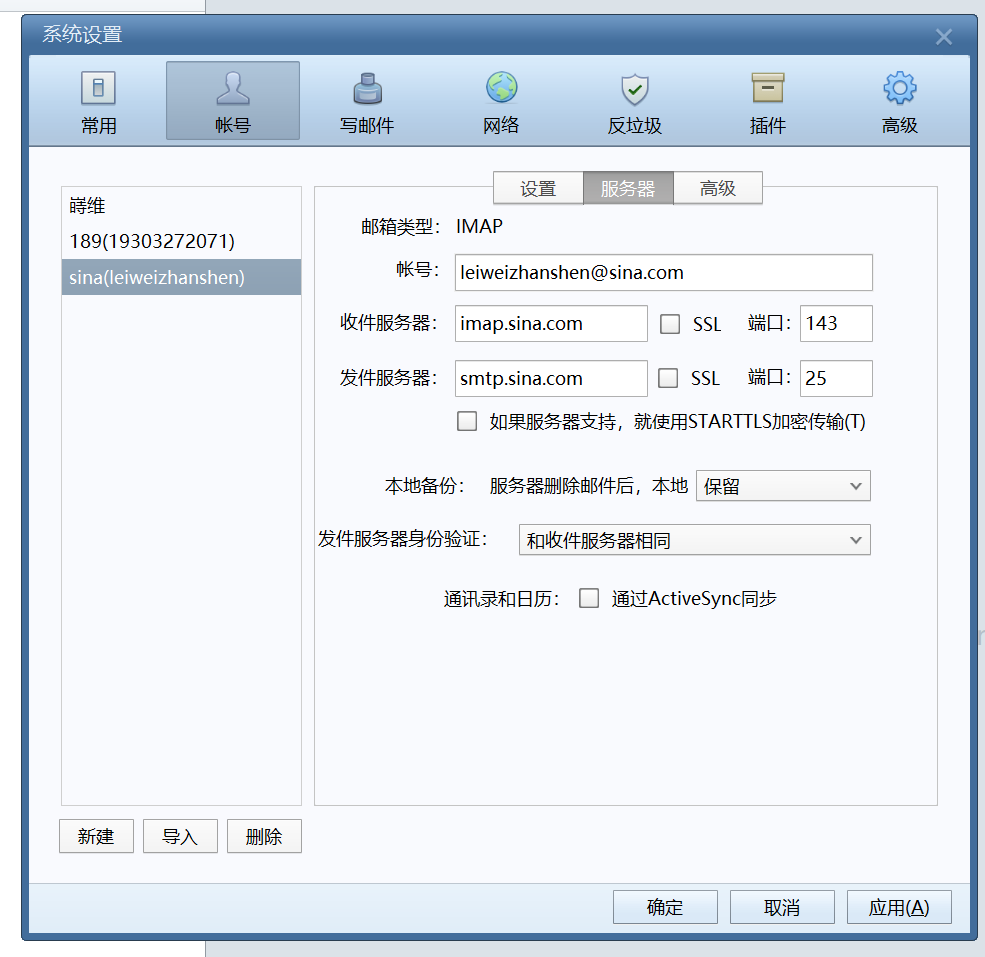 系统设置
常用 帐号 写邮件 网络 反垃圾 插件 高级
嵵维
189(19303272071)
sina(leiweizhanshen)
设置 服务器 高级
邮箱类型： IMAP
帐号： leiweizhanshen@sina.com
收件服务器： imap.sina.com SSL 端口： 143
发件服务器： smtp.sina.com SSL 端口： 25
如果服务器支持，就使用STARTTLS加密传输(T)
本地备份： 服务器删除邮件后，本地 保留
发件服务器身份验证： 和收件服务器相同
通讯录和日历： 通过ActiveSync同步
新建 导入 删除
确定 取消 应用(A)